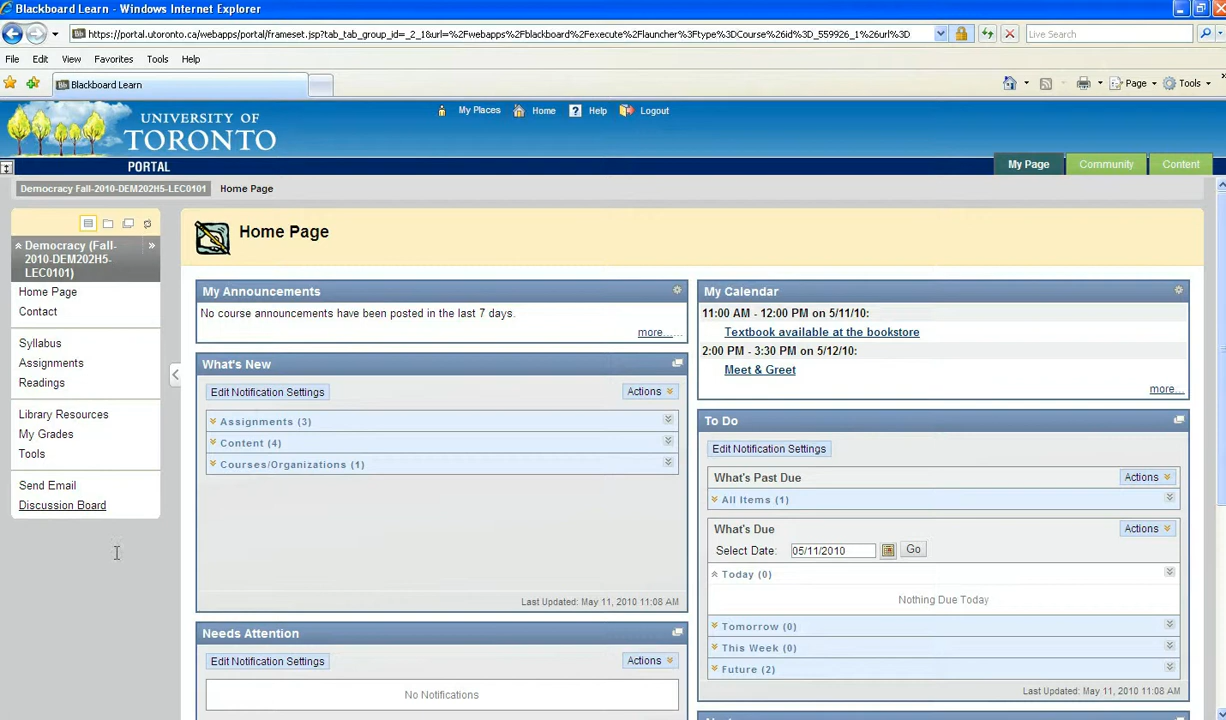 Blackboard Learn - Windows Internet Explorer
https://portal.utoronto.ca/webapps/portal/frameset.jsp?tab_tab_group_id=_2_1&url=%2Fwebapps%2Fblackboard%2Fexecute%2Flauncher%3Ftype%3DCourse%26id%3D_559926_1%26url%3D
Live Search
File Edit View Favorites Tools Help
Blackboard Learn
Page Tools
My Places Home Help Logout
UNIVERSITY OF
TORONTO
PORTAL
My Page Community Content
Democracy Fall-2010-DEM202H5-LEC0101 Home Page
Democracy (Fall-
2010-DEM202H5-
LEC0101)
Home Page
Contact
Syllabus
Assignments
Readings
Library Resources
My Grades
Tools
Send Email
Discussion Board
Home Page
My Announcements
No course announcements have been posted in the last 7 days.
more...
What's New
Edit Notification Settings Actions
Assignments (3)
Content (4)
Courses/Organizations (1)
Last Updated: May 11, 2010 11:08 AM
Needs Attention
Edit Notification Settings Actions
No Notifications
My Calendar
11:00 AM - 12:00 PM on 5/11/10:
Textbook available at the bookstore
2:00 PM - 3:30 PM on 5/12/10:
Meet & Greet
more...
To Do
Edit Notification Settings
What's Past Due Actions
All Items (1)
What's Due Actions
Select Date: 05/11/2010 Go
Today (0)
Nothing Due Today
Tomorrow (0)
This Week (0)
Future (2)
Last Updated: May 11, 2010 11:08 AM